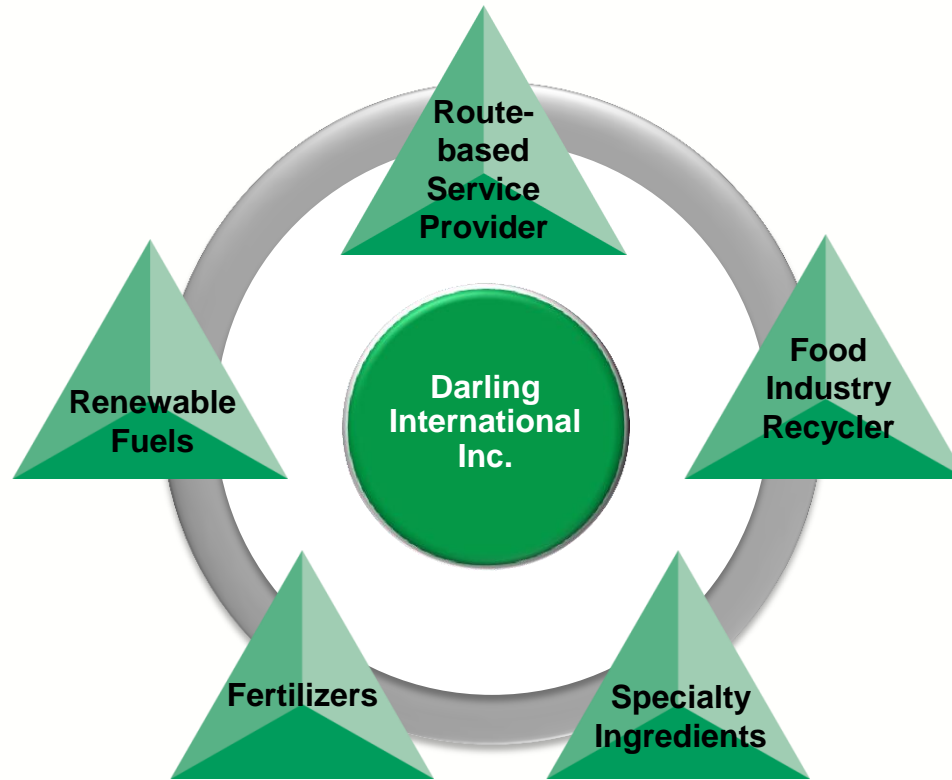 Route-
based
Service
Provider
Food
Industry
Recycler
Specialty
Ingredients
Fertilizers
Renewable
Fuels
Darling
International
Inc.